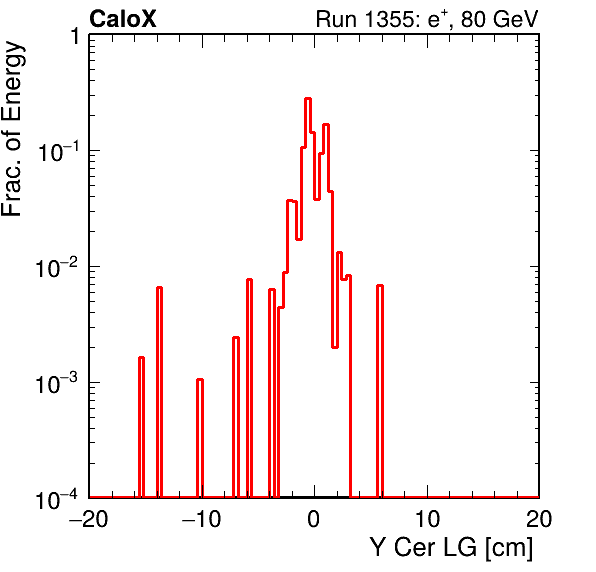 CaloX Run 1355: e⁺, 80 GeV
Frac. of Energy
1
10⁻¹
10⁻²
10⁻³
10⁻⁴
−20 −10 0 10 20
Y Cer LG [cm]